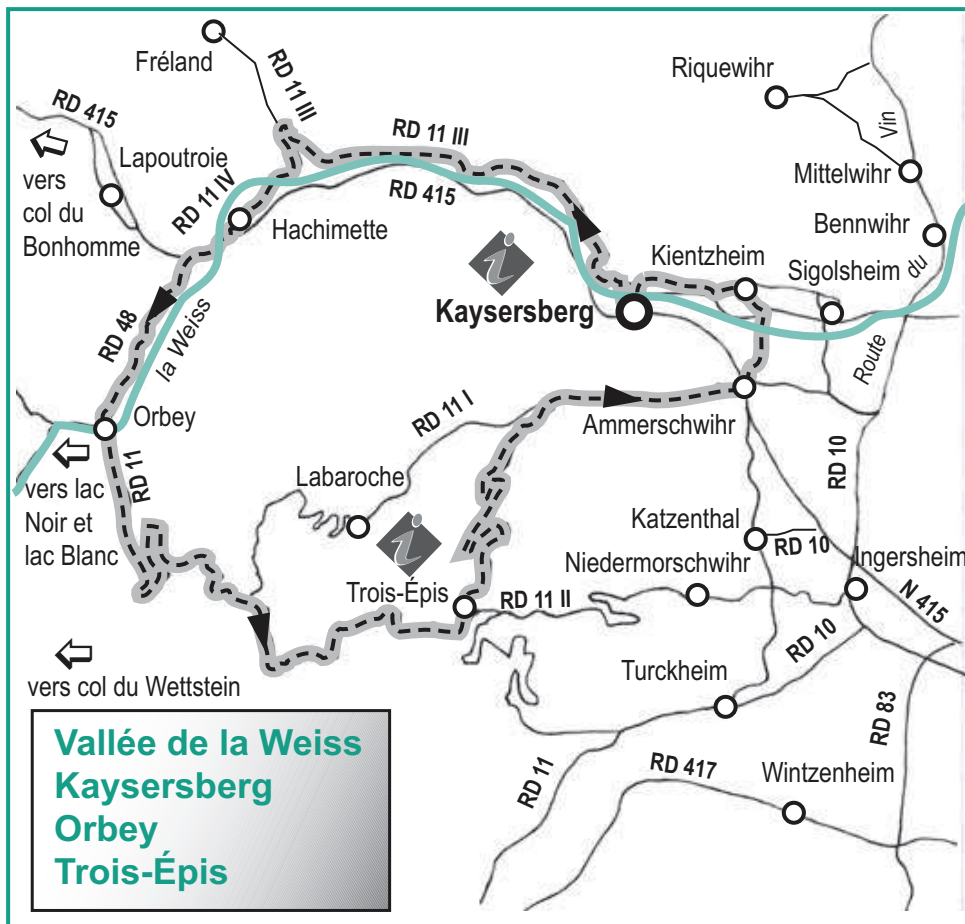 Fréland
RD 11 III
Riquewihr
RD 415
Lapoutroie
RD 11 III
Vin
vers
col du
Bonhomme
RD 11 IV
RD 415
Mittelwihr
Hachimette
Bennwihr
Kientzheim
Sigolsheim
du
i
Kaysersberg
RD 48
la Weiss
Route
Orbey
RD 11 I
Ammerschwihr
RD 11
vers lac
Noir et
lac Blanc
Labaroche
RD 10
i
Katzenthal
RD 10
Niedermorschwihr
Ingersheim
Trois-Épis
RD 11 II
N 415
vers col du Wettstein
Turckheim
RD 10
RD 83
RD 11
RD 417
Wintzenheim
Vallée de la Weiss
Kaysersberg
Orbey
Trois-Épis